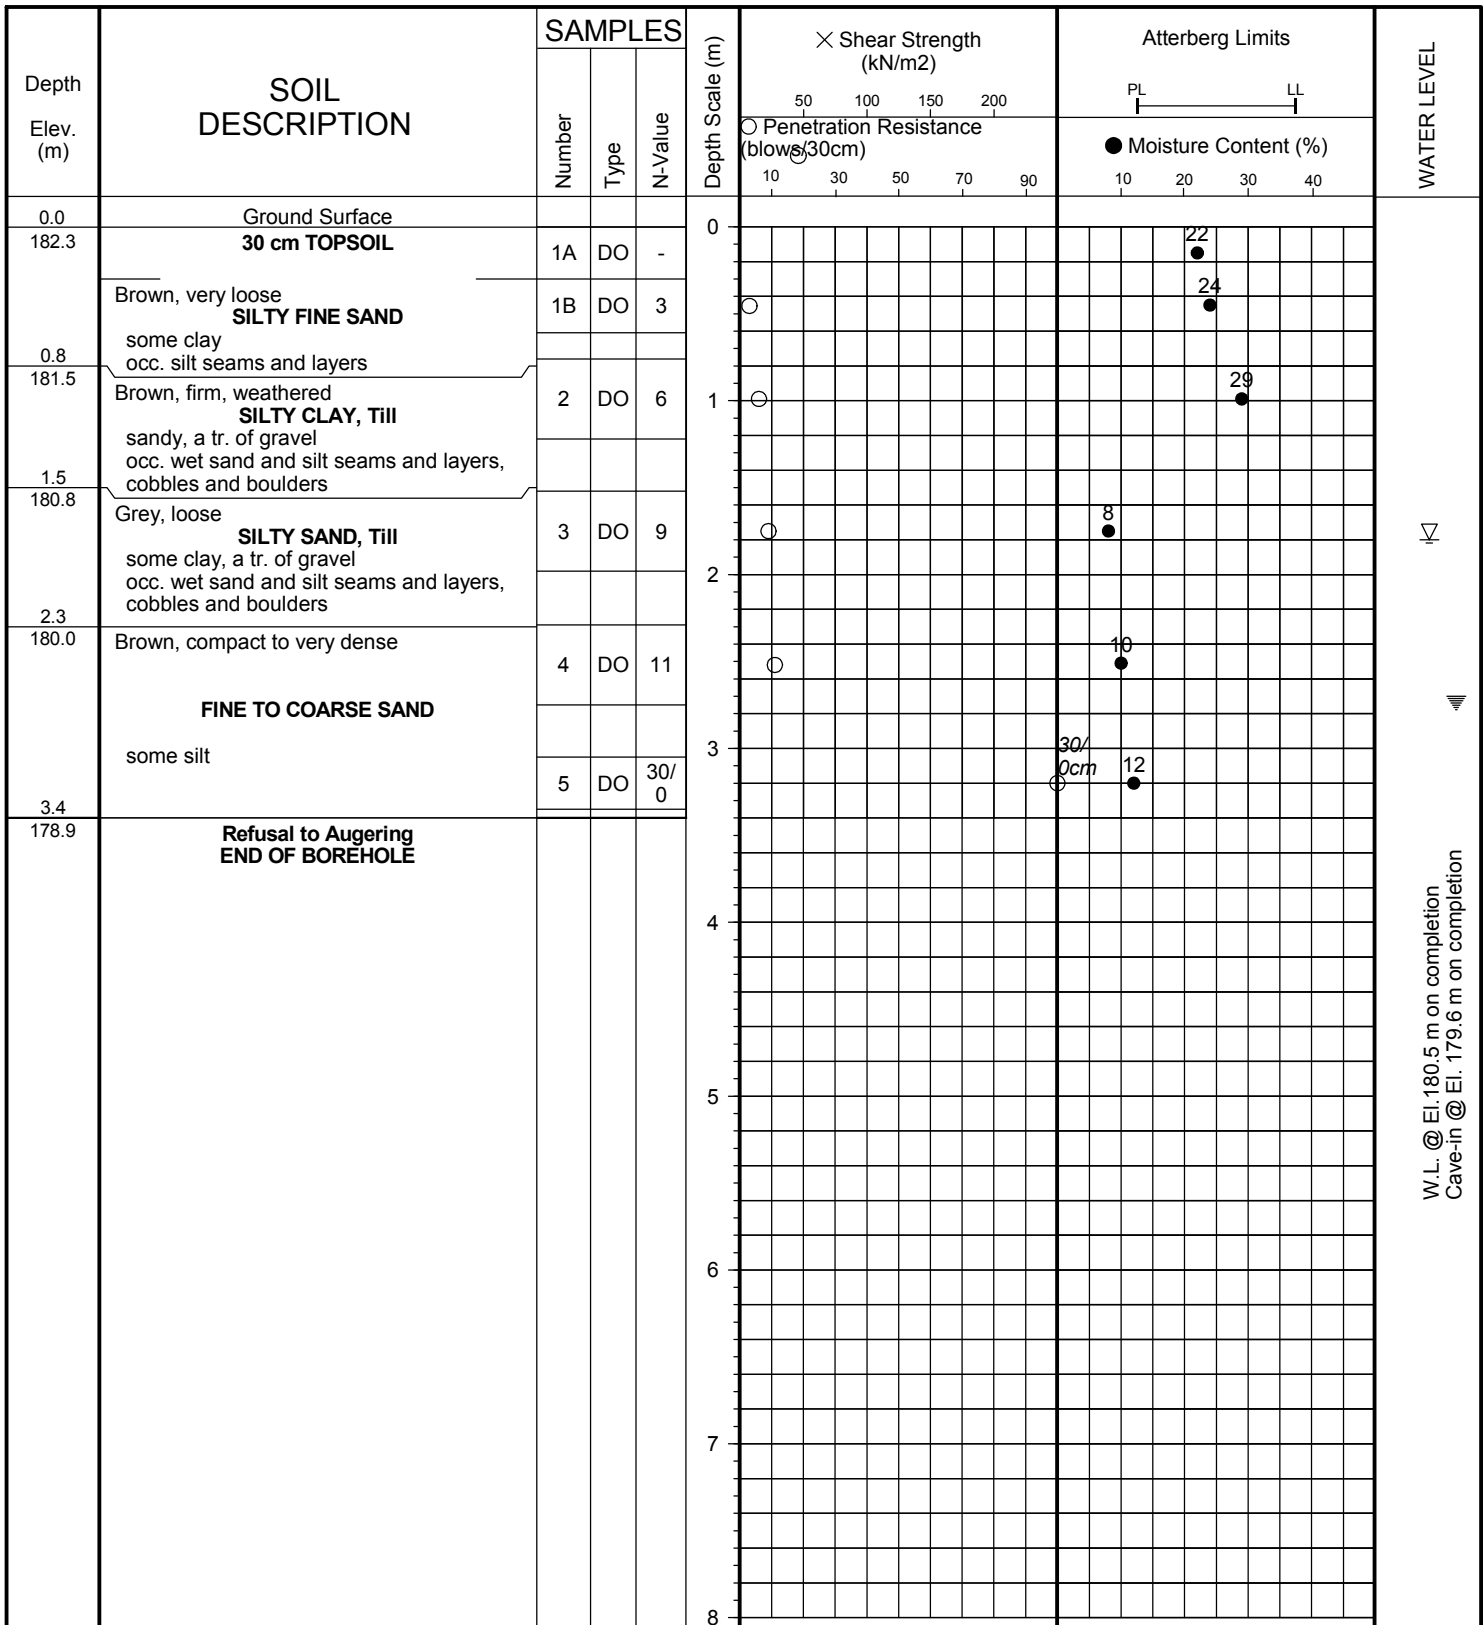 Depth
Elev.
(m)
SOIL
DESCRIPTION
SAMPLES
Number
Type
N-Value
Depth Scale (m)
× Shear Strength
(kN/m2)
50 100 150 200
Penetration Resistance
(blows/30cm)
10 30 50 70 90
Atterberg Limits
PL LL
Moisture Content (%)
10 20 30 40
WATER LEVEL
0.0 Ground Surface
182.3 30 cm TOPSOIL
1A DO -
Brown, very loose
SILTY FINE SAND
some clay
occ. silt seams and layers
1B DO 3
0.8
181.5
Brown, firm, weathered
SILTY CLAY, Till
sandy, a tr. of gravel
occ. wet sand and silt seams and layers,
cobbles and boulders
2 DO 6
1.5
180.8
Grey, loose
SILTY SAND, Till
some clay, a tr. of gravel
occ. wet sand and silt seams and layers,
cobbles and boulders
3 DO 9
2.3
180.0
Brown, compact to very dense
FINE TO COARSE SAND
some silt
4 DO 11
5 DO 30/
0
3.4
178.9
Refusal to Augering
END OF BOREHOLE
0
1
2
3
4
5
6
7
8
22
24
29
8
10
30/
0cm
12
W.L. @ El.180.5 m on completion
Cave-in @ El. 179.6 m on completion